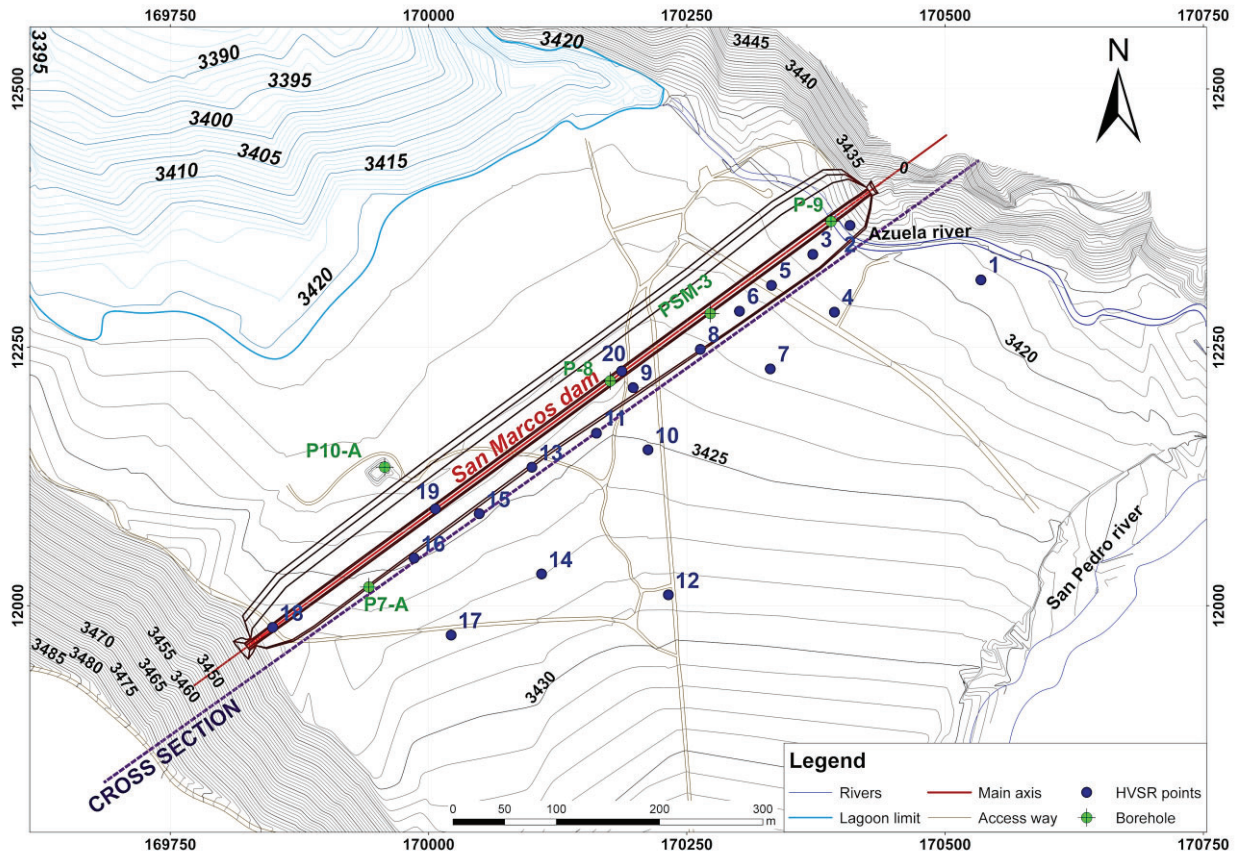 169750 170000 170250 170500 170750
3395
3390
3395
3400
3405
3410
3415
3420
3420
3445
3440
3435
N
12500
12500
0
P-9
Azuela river
3
2
1
5
6
4
PSM-3
8
7
3420
12250
12250
20
P-8
9
San Marcos dam
11
10
3425
P10-A
13
19
15
16
14
12
San Pedro river
P7-A
18
17
12000
12000
3430
3450
3455
3460
3465
3470
3475
3480
3485
CROSS SECTION
0 50 100 200 300
m
Legend
Rivers Main axis HVSR points
Lagoon limit Access way Borehole
169750 170000 170250 170500 170750